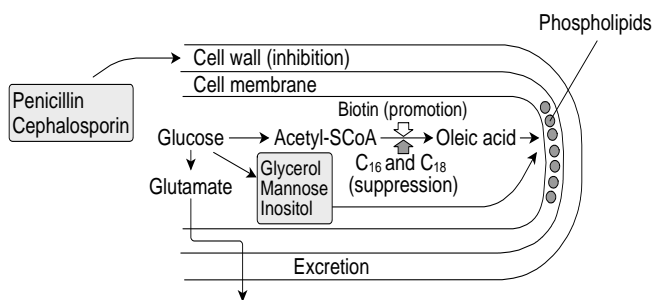 Phospholipids
Cell wall (inhibition)
Cell membrane
Penicillin
Cephalosporin
Biotin (promotion)
Glucose
Acetyl-SCoA
Oleic acid
C16 and C18
(suppression)
Glycerol
Mannose
Inositol
Glutamate
Excretion